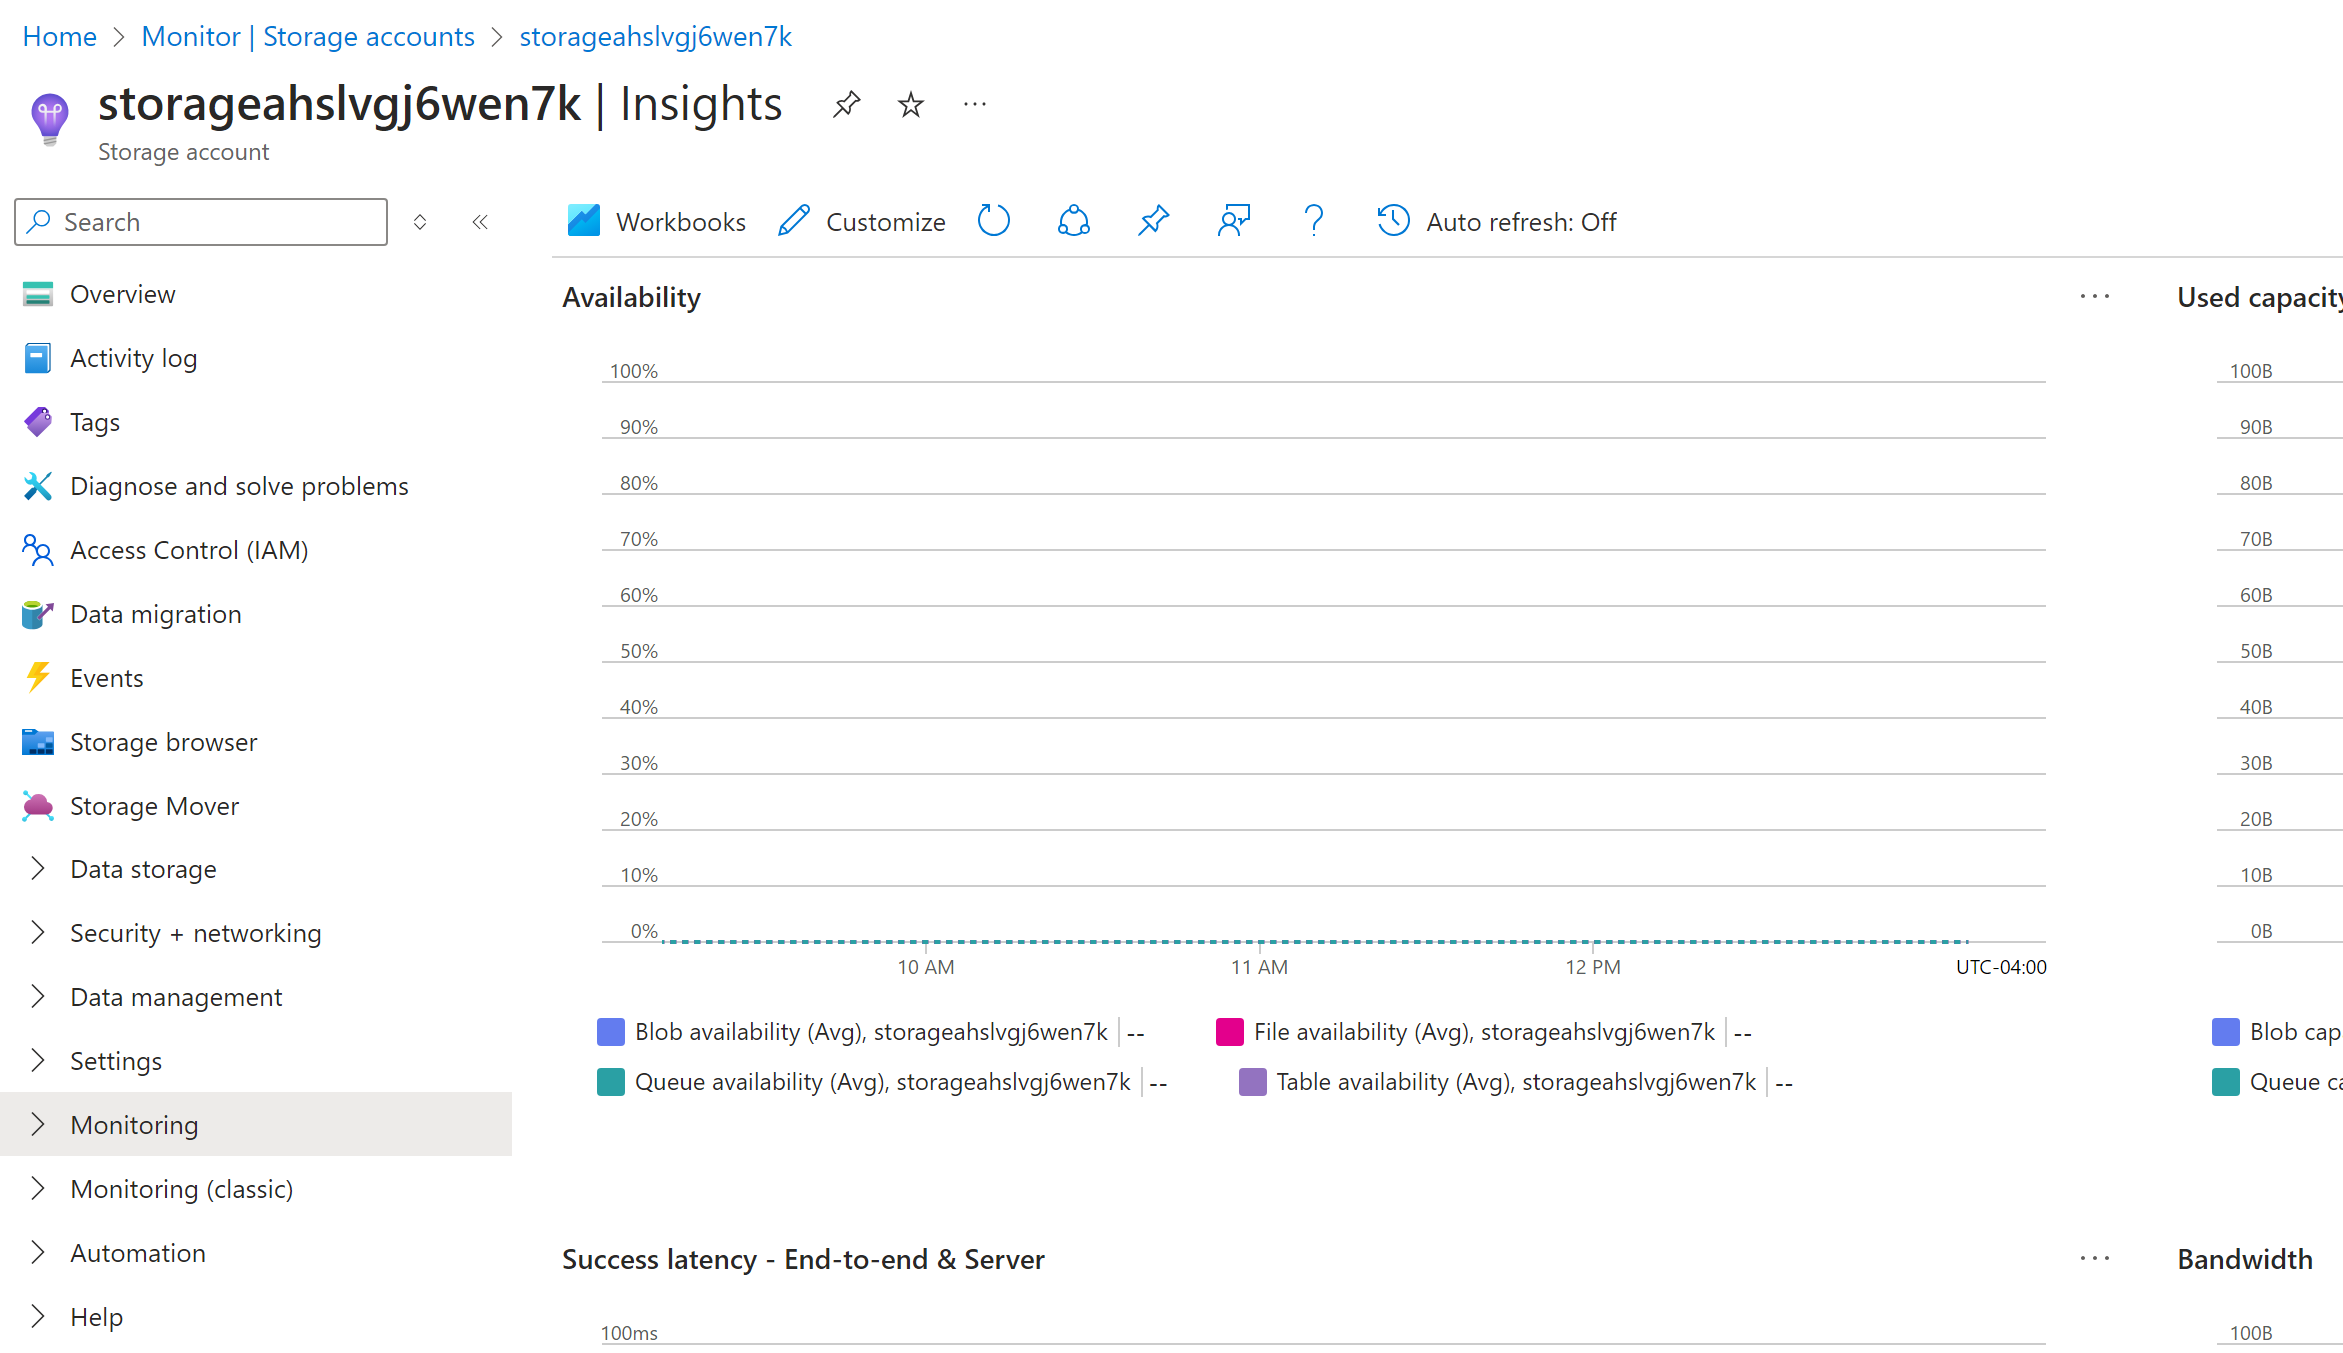 Home > Monitor | Storage accounts > storageahslvgj6wen7k
storageahslvgj6wen7k | Insights
Storage account
Search
Workbooks
Customize
Auto refresh: Off
Overview
Activity log
Tags
Diagnose and solve problems
Access Control (IAM)
Data migration
Events
Storage browser
Storage Mover
Data storage
Security + networking
Data management
Settings
Monitoring
Monitoring (classic)
Automation
Help
Availability
100%
90%
80%
70%
60%
50%
40%
30%
20%
10%
0%
10 AM
11 AM
12 PM
UTC-04:00
Blob availability (Avg), storageahslvgj6wen7k | --
File availability (Avg), storageahslvgj6wen7k | --
Queue availability (Avg), storageahslvgj6wen7k | --
Table availability (Avg), storageahslvgj6wen7k | --
Used capacity
100B
90B
80B
70B
60B
50B
40B
30B
20B
10B
0B
Blob cap
Queue ca
Success latency - End-to-end & Server
100ms
Bandwidth
100B